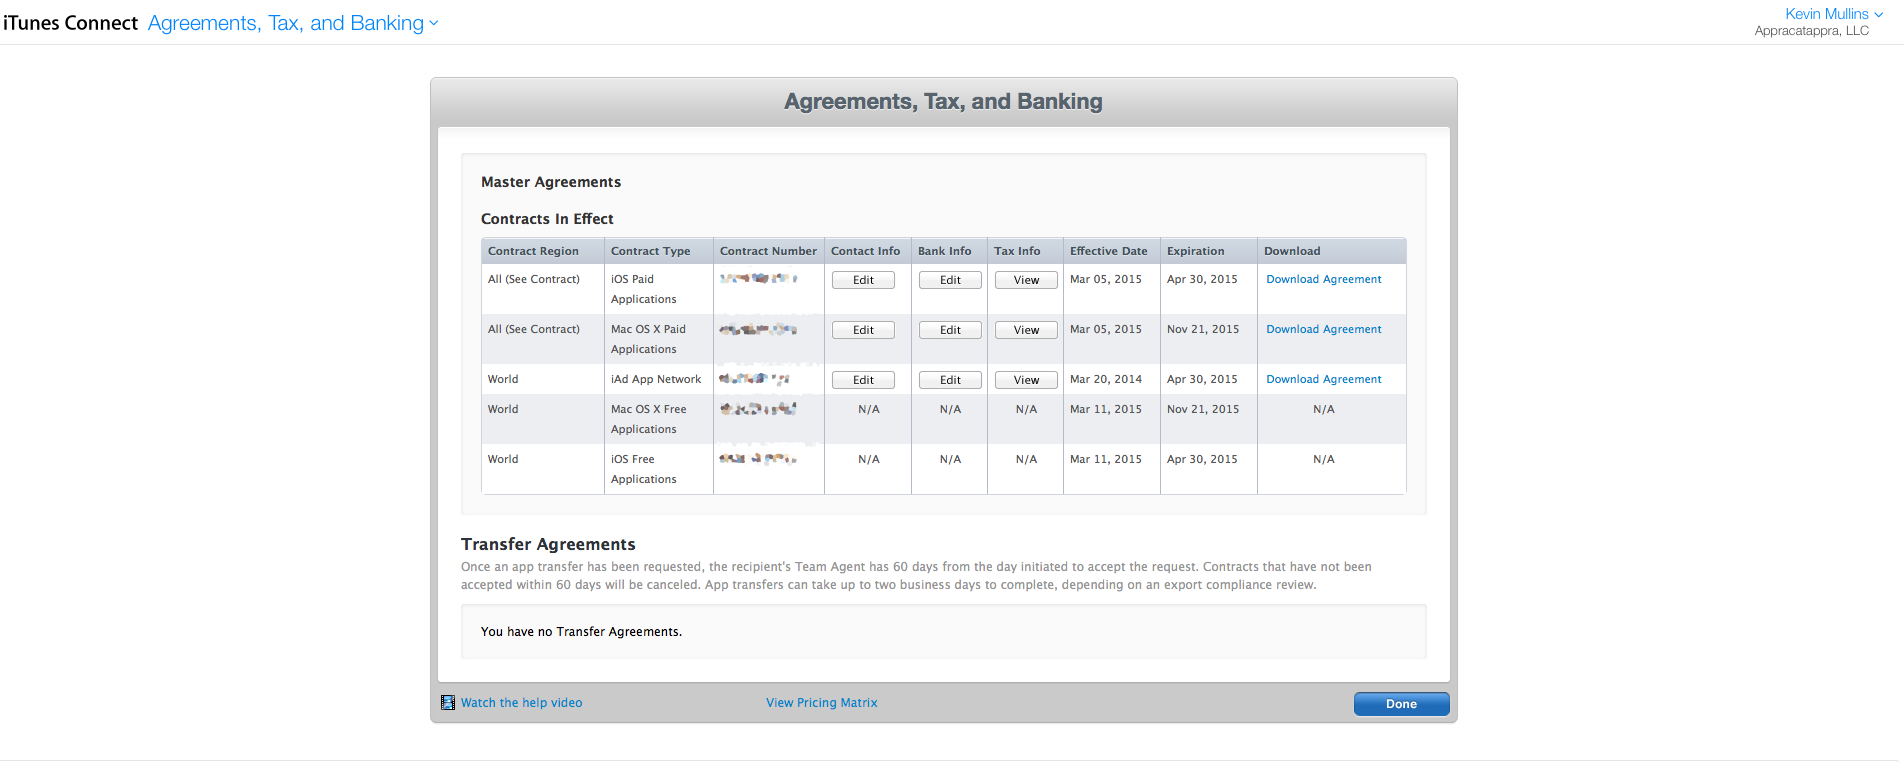 iTunes Connect Agreements, Tax, and Banking
Kevin Mullins
Appracatappra, LLC
Agreements, Tax, and Banking
Master Agreements
Contracts In Effect
Contract Region Contract Type Contract Number Contact Info Bank Info Tax Info Effective Date Expiration Download
All (See Contract) iOS Paid Edit Edit View Mar 05, 2015 Apr 30, 2015 Download Agreement
Applications
All (See Contract) Mac OS X Paid Edit Edit View Mar 05, 2015 Nov 21, 2015 Download Agreement
Applications
World iAd App Network Edit Edit View Mar 20, 2014 Apr 30, 2015 Download Agreement
World Mac OS X Free N/A N/A N/A Mar 11, 2015 Nov 21, 2015 N/A
Applications
World iOS Free N/A N/A N/A Mar 11, 2015 Apr 30, 2015 N/A
Applications
Transfer Agreements
Once an app transfer has been requested, the recipient's Team Agent has 60 days from the day initiated to accept the request. Contracts that have not been
accepted within 60 days will be canceled. App transfers can take up to two business days to complete, depending on an export compliance review.
You have no Transfer Agreements.
Watch the help video View Pricing Matrix Done